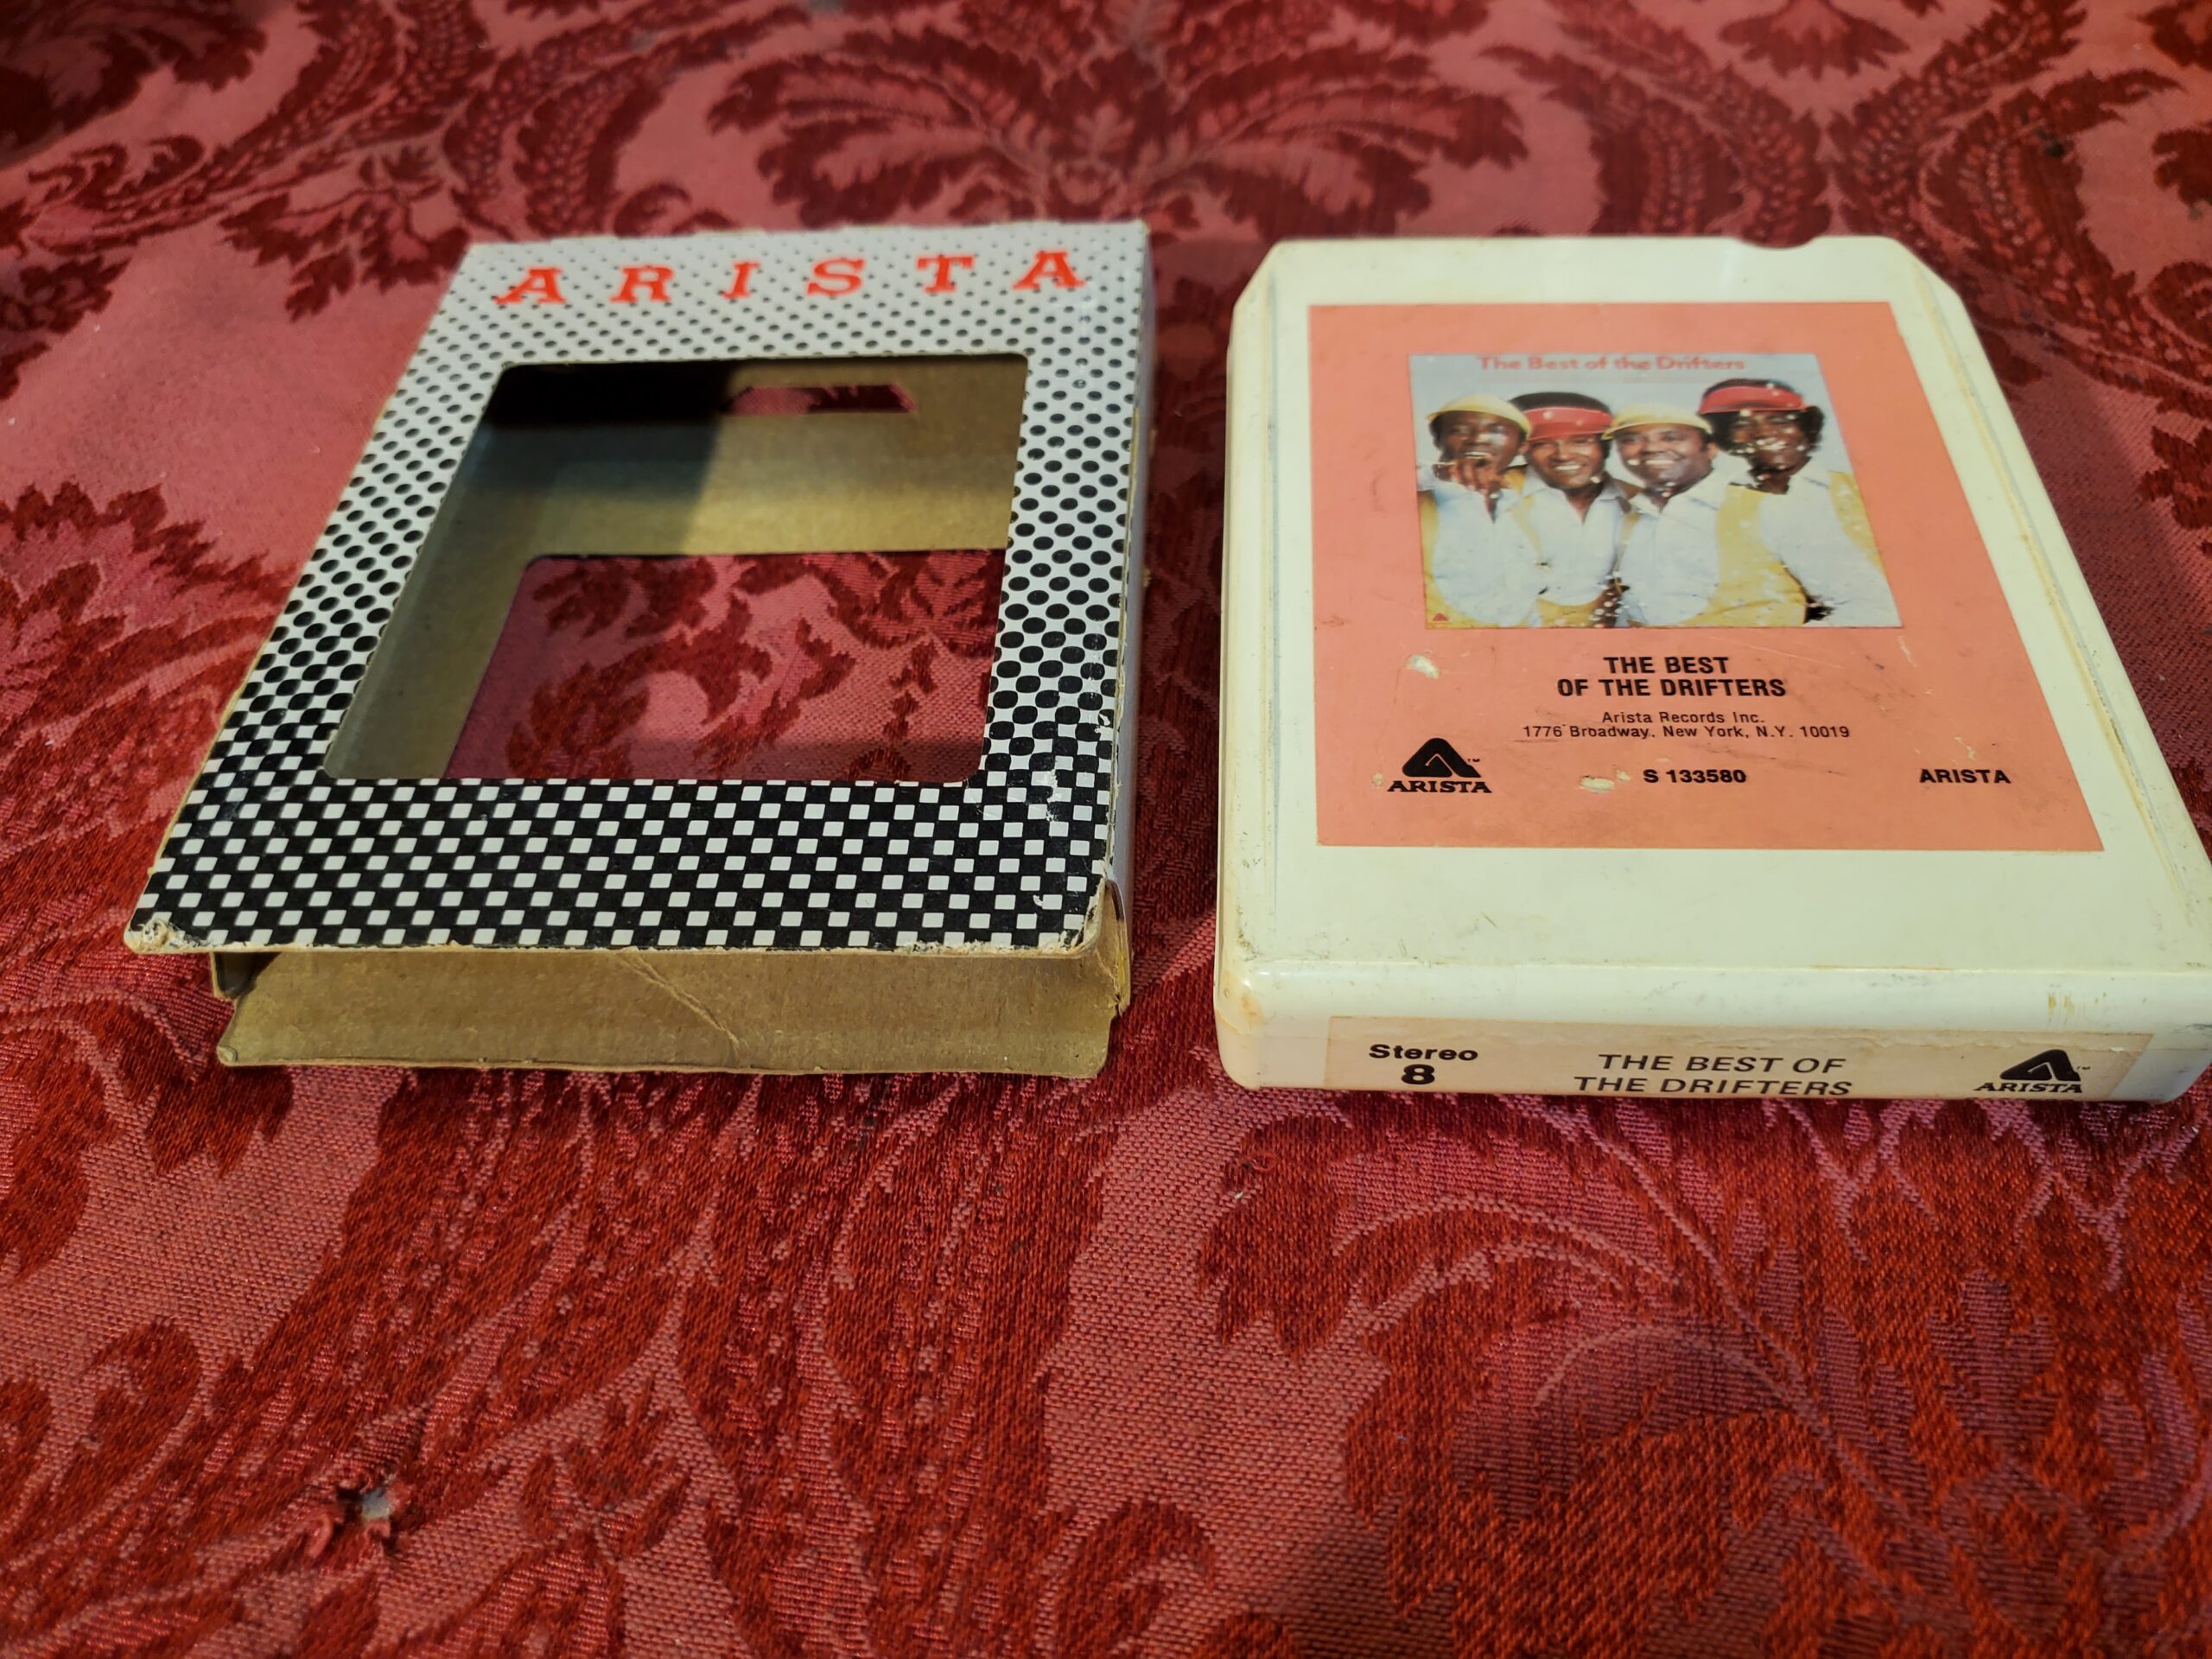 ARISTA
The Best of the Drifters
THE BEST
OF THE DRIFTERS
Arista Records Inc.
1776 Broadway, New York, N.Y. 10019
ARISTA
S 133580
ARISTA
Stereo
8
THE BEST OF
THE DRIFTERS
ARISTA